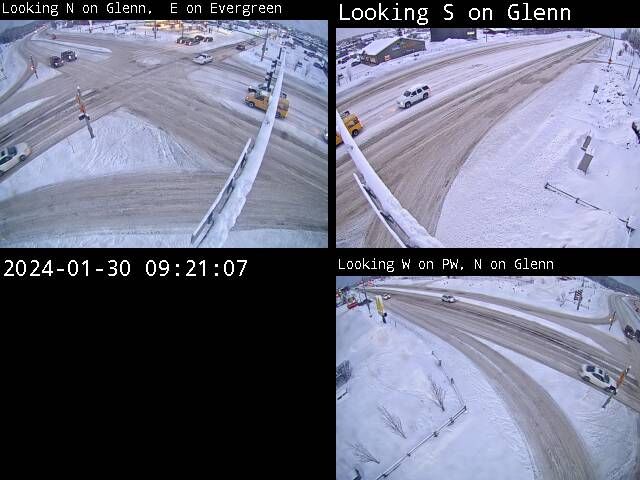 Looking N on Glenn,  E on Evergreen
Looking S on Glenn
2024-01-30 09:21:07
Looking W on PW, N on Glenn